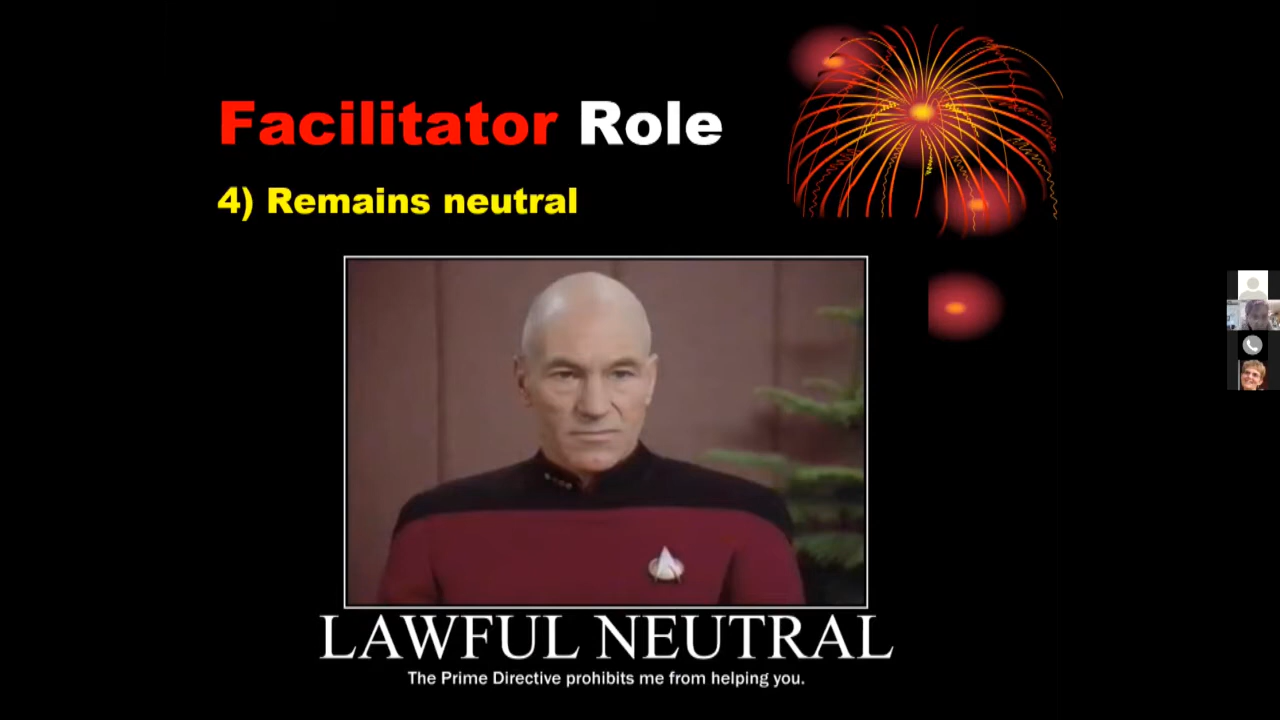 Facilitator Role
4) Remains neutral
LAWFUL NEUTRAL
The Prime Directive prohibits me from helping you.